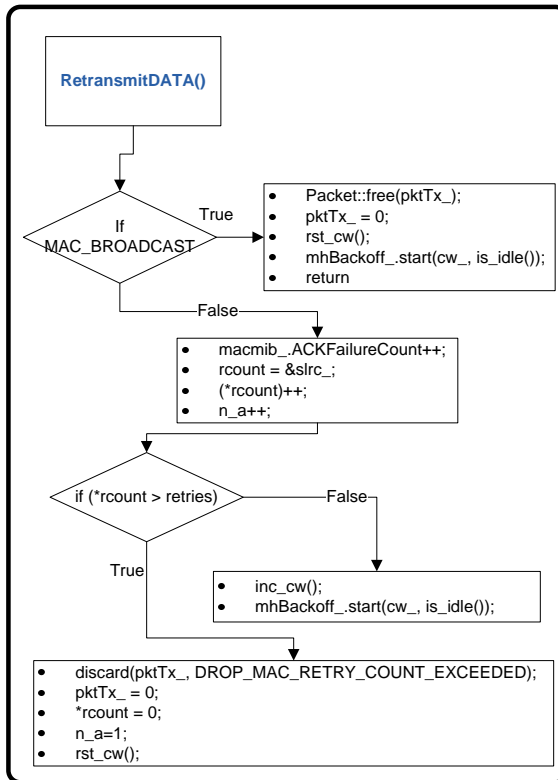 RetransmitDATA()
If
MAC_BROADCAST
True
• Packet::free(pktTx_);
• pktTx_ = 0;
• rst_cw();
• mhBackoff_.start(cw_, is_idle());
• return
False
• macmib_.ACKFailureCount++;
• rcount = &slrc_;
• (*rcount)++;
• n_a++;
if (*rcount > retries)
False
True
• inc_cw();
• mhBackoff_.start(cw_, is_idle());
• discard(pktTx_, DROP_MAC_RETRY_COUNT_EXCEEDED);
• pktTx_ = 0;
• *rcount = 0;
• n_a=1;
• rst_cw();